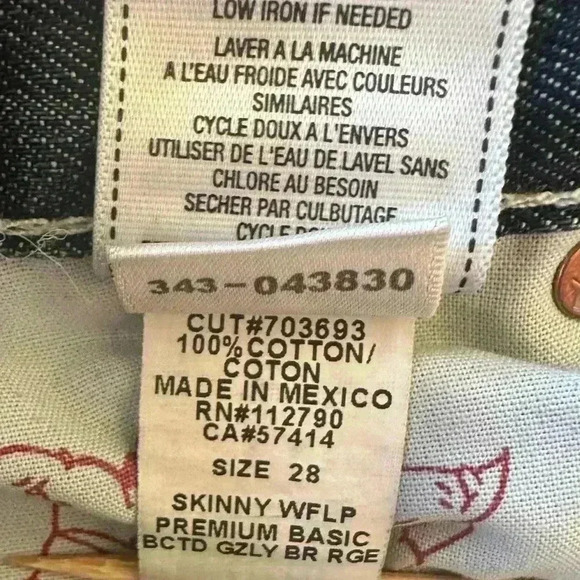 LOW IRON IF NEEDED
LAVER A LA MACHINE
A L'EAU FROIDE AVEC COULEURS
SIMILAIRES
CYCLE DOUX A L'ENVERS
UTILISER DE L'EAU DE LAVEL SANS
CHLORE AU BESOIN
SECHER PAR CULBUTAGE
CYCLE
343-043830
CUT#703693
100% COTTON/
COTON
MADE IN MEXICO
RN#112790
CA#57414
SIZE 28
SKINNY WFLP
PREMIUM BASIC
BCTD GZLY BR RGE